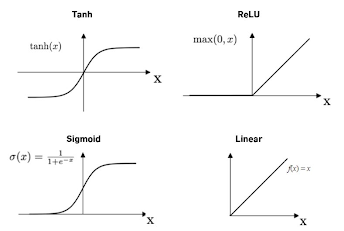 Tanh
tanh(x)
x
ReLU
max(0, x)
x
Sigmoid
σ(x) = 1/(1+e^{-x})
x
Linear
f(x) = x
x